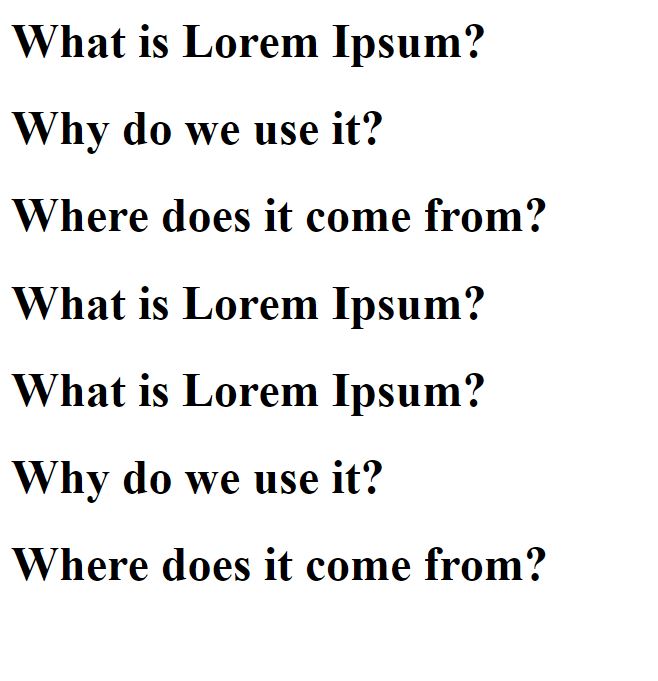 What is Lorem Ipsum?
Why do we use it?
Where does it come from?
What is Lorem Ipsum?
What is Lorem Ipsum?
Why do we use it?
Where does it come from?